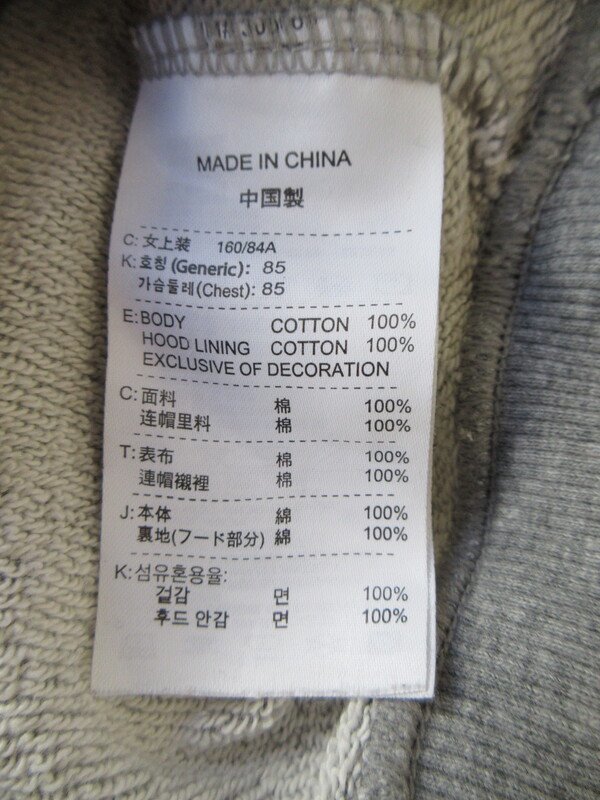 MADE IN CHINA
中国製
C: 女上装 160/84A
K: 호칭 (Generic): 85
가슴둘레(Chest): 85
E: BODY COTTON 100%
HOOD LINING COTTON 100%
EXCLUSIVE OF DECORATION
C: 面料 棉 100%
连帽里料 棉 100%
T: 表布 棉 100%
連帽襯裡 棉 100%
J: 本体 綿 100%
裏地(フード部分) 綿 100%
K: 섬유혼용율:
겉감 면 100%
후드 안감 면 100%